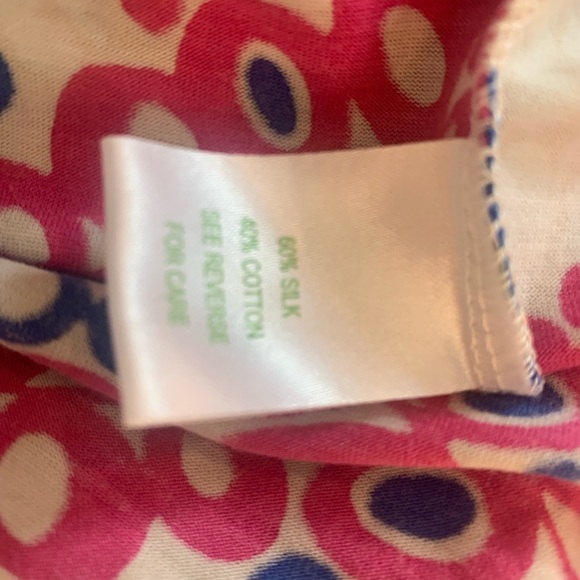 60% SILK
40% COTTON
SEE REVERSE
FOR CARE